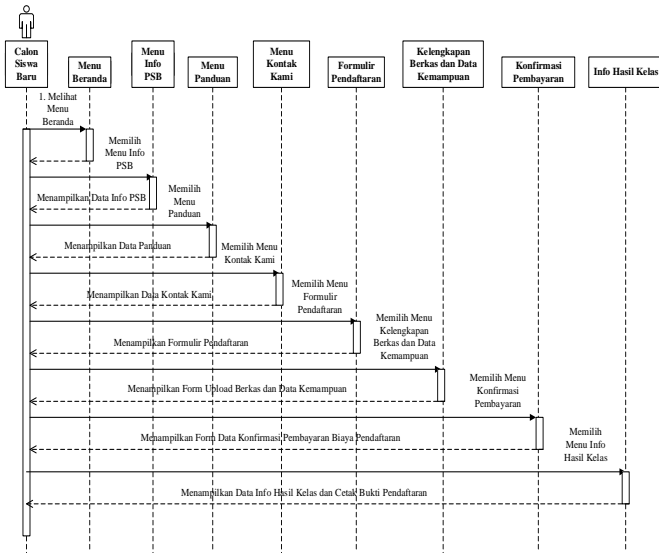 Calon
Siswa
Baru
Menu
Beranda
Menu
Info
PSB
Menu
Panduan
Menu
Kontak
Kami
Formulir
Pendaftaran
Kelengkapan
Berkas dan Data
Kemampuan
Konfirmasi
Pembayaran
Info Hasil Kelas
1. Melihat
Menu
Beranda
Memilih
Menu Info
PSB
Menampilkan Data Info PSB
Memilih
Menu
Panduan
Menampilkan Data Panduan
Memilih Menu
Kontak Kami
Menampilkan Data Kontak Kami
Memilih Menu
Formulir
Pendaftaran
Menampilkan Formulir Pendaftaran
Memilih Menu
Kelengkapan
Berkas dan Data
Kemampuan
Menampilkan Form Upload Berkas dan Data Kemampuan
Memilih Menu
Konfirmasi
Pembayaran
Menampilkan Form Data Konfirmasi Pembayaran Biaya Pendaftaran
Memilih
Menu Info
Hasil Kelas
Menampilkan Data Info Hasil Kelas dan Cetak Bukti Pendaftaran